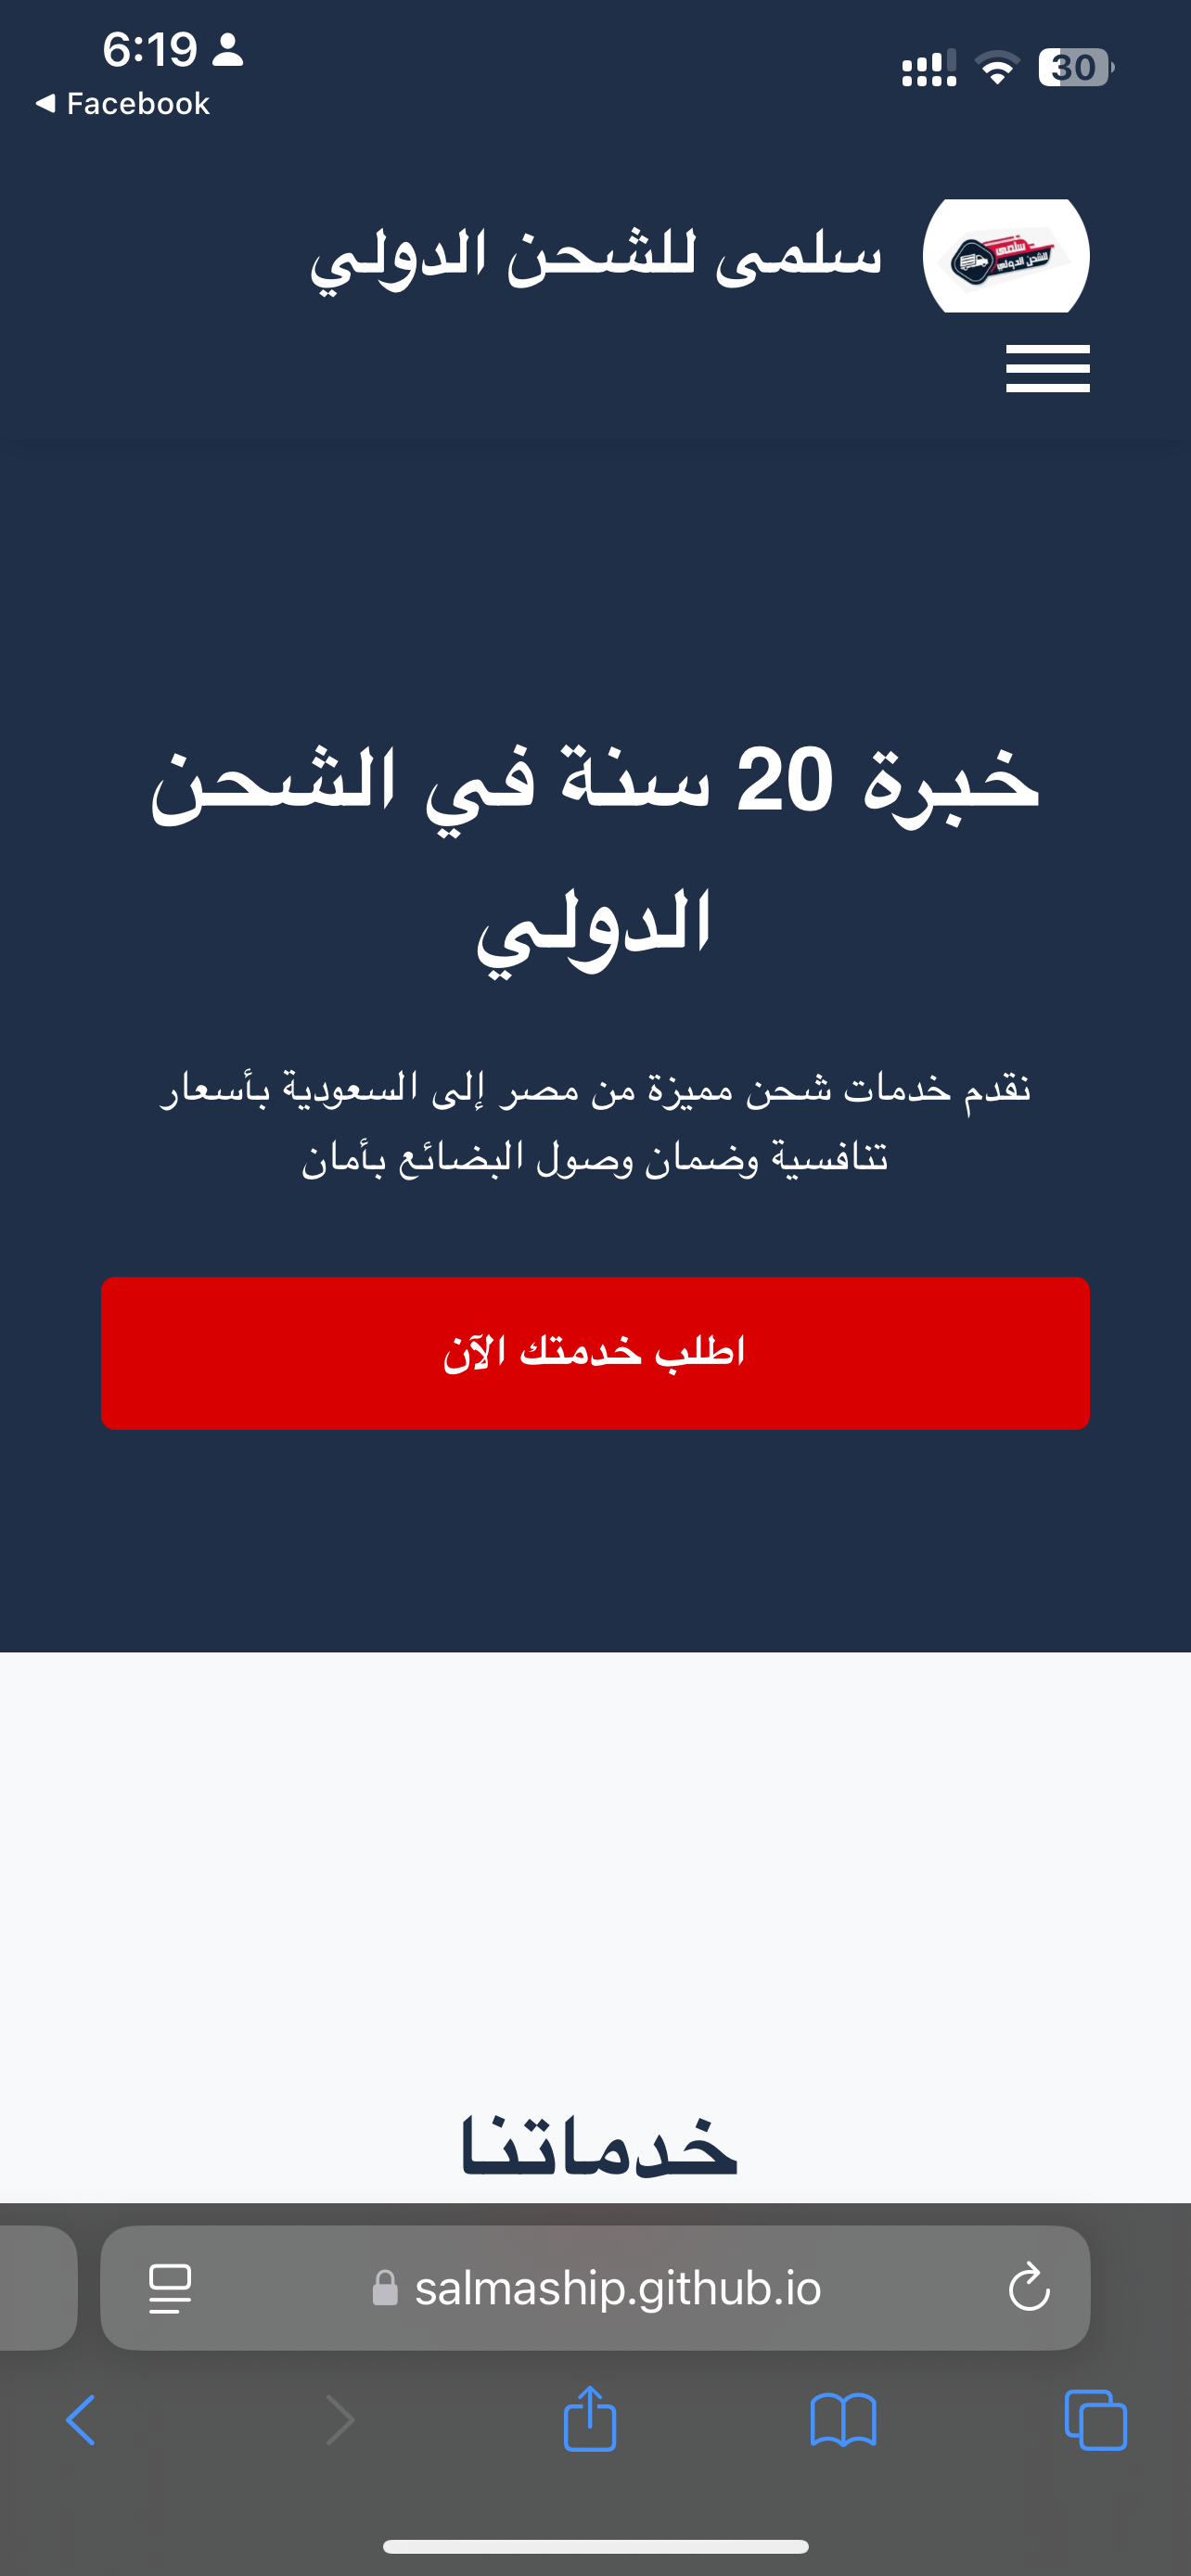 6:19
Facebook
30
سلمى للشحن الدولي
سلمى
للشحن الدولي
خبرة 20 سنة في الشحن
الدولي
نقدم خدمات شحن مميزة من مصر إلى السعودية بأسعار
تنافسية وضمان وصول البضائع بأمان
اطلب خدمتك الآن
خدماتنا
salmaship.github.io